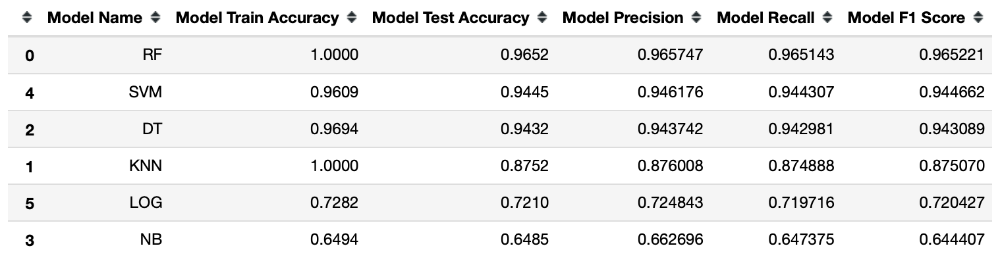 Model Name Model Train Accuracy Model Test Accuracy Model Precision Model Recall Model F1 Score
0 RF 1.0000 0.9652 0.965747 0.965143 0.965221
4 SVM 0.9609 0.9445 0.946176 0.944307 0.944662
2 DT 0.9694 0.9432 0.943742 0.942981 0.943089
1 KNN 1.0000 0.8752 0.876008 0.874888 0.875070
5 LOG 0.7282 0.7210 0.724843 0.719716 0.720427
3 NB 0.6494 0.6485 0.662696 0.647375 0.644407